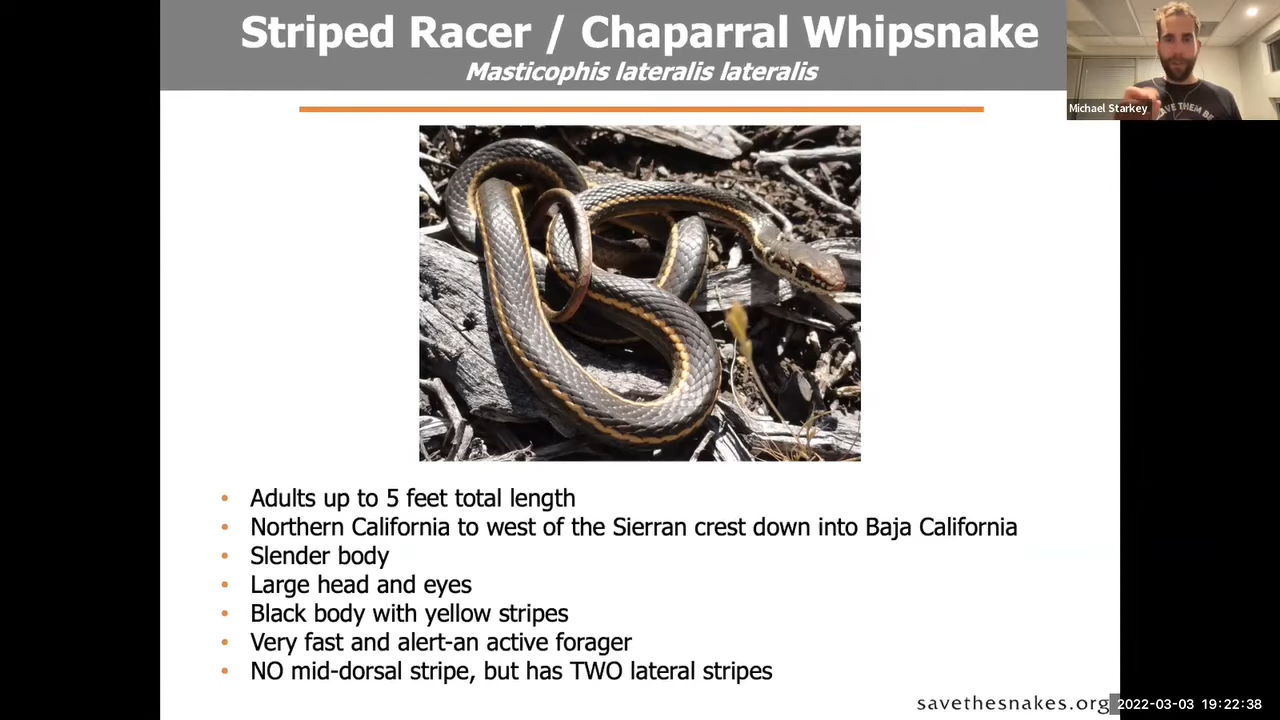 Striped Racer / Chaparral Whipsnake
Masticophis lateralis lateralis
Michael Starkey
AVE THEM
• Adults up to 5 feet total length
• Northern California to west of the Sierran crest down into Baja California
• Slender body
• Large head and eyes
• Black body with yellow stripes
• Very fast and alert-an active forager
• NO mid-dorsal stripe, but has TWO lateral stripes
savethesnakes.org
2022-03-03 19:22:38